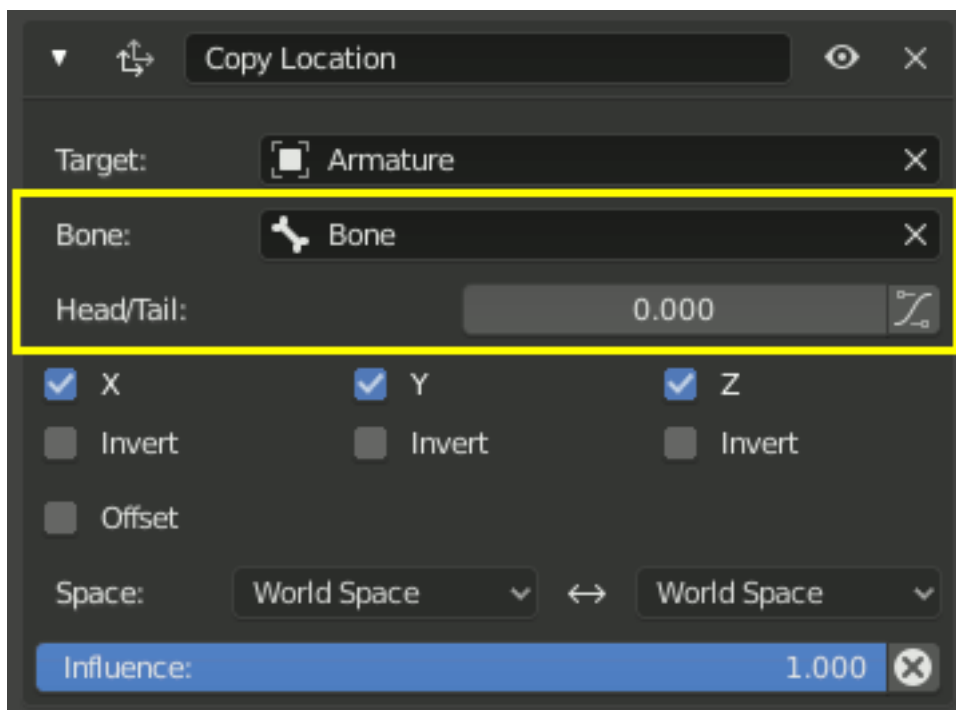 Copy Location
Target: Armature
Bone: Bone
Head/Tail: 0.000
X Y Z
Invert Invert Invert
Offset
Space: World Space World Space
Influence: 1.000